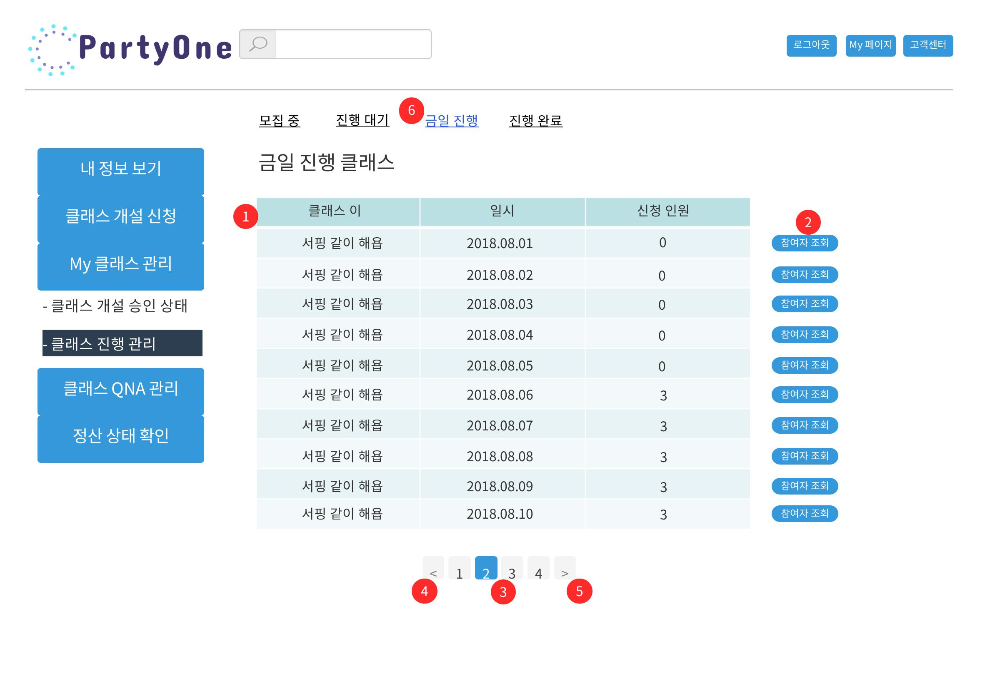 PartyOne
로그아웃 My 페이지 고객센터
모집 중 진행 대기 6 금일 진행 진행 완료
금일 진행 클래스
내 정보 보기
클래스 개설 신청
My 클래스 관리
- 클래스 개설 승인 상태
- 클래스 진행 관리
클래스 QNA 관리
정산 상태 확인
1 클래스 이 일시 신청 인원 2
서핑 같이 해욥 2018.08.01 0 참여자 조회
서핑 같이 해욥 2018.08.02 0 참여자 조회
서핑 같이 해욥 2018.08.03 0 참여자 조회
서핑 같이 해욥 2018.08.04 0 참여자 조회
서핑 같이 해욥 2018.08.05 0 참여자 조회
서핑 같이 해욥 2018.08.06 3 참여자 조회
서핑 같이 해욥 2018.08.07 3 참여자 조회
서핑 같이 해욥 2018.08.08 3 참여자 조회
서핑 같이 해욥 2018.08.09 3 참여자 조회
서핑 같이 해욥 2018.08.10 3 참여자 조회
< 1 2 3 4 >
4 3 5